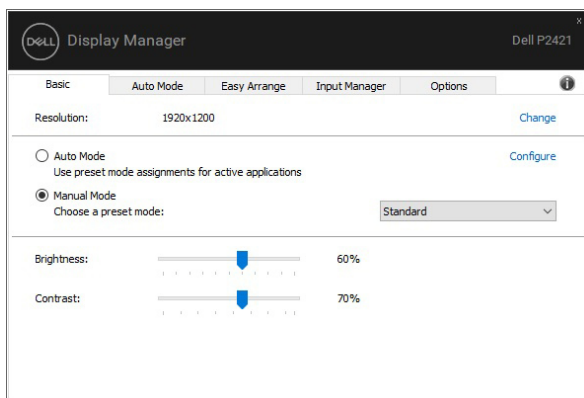 DELL Display Manager
Dell P2421
Basic
Auto Mode
Easy Arrange
Input Manager
Options
Resolution: 1920x1200 Change
Auto Mode Configure
Use preset mode assignments for active applications
Manual Mode
Choose a preset mode: Standard
Brightness: 60%
Contrast: 70%